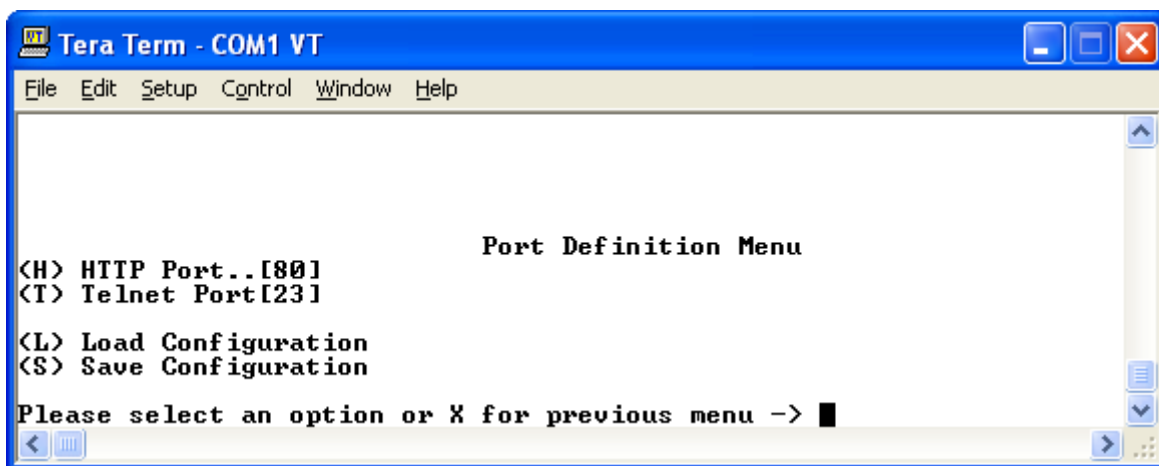 Tera Term - COM1 VT
File Edit Setup Control Window Help
Port Definition Menu
(H) HTTP Port..[80]
(T) Telnet Port[23]
(L) Load Configuration
(S) Save Configuration
Please select an option or X for previous menu ->